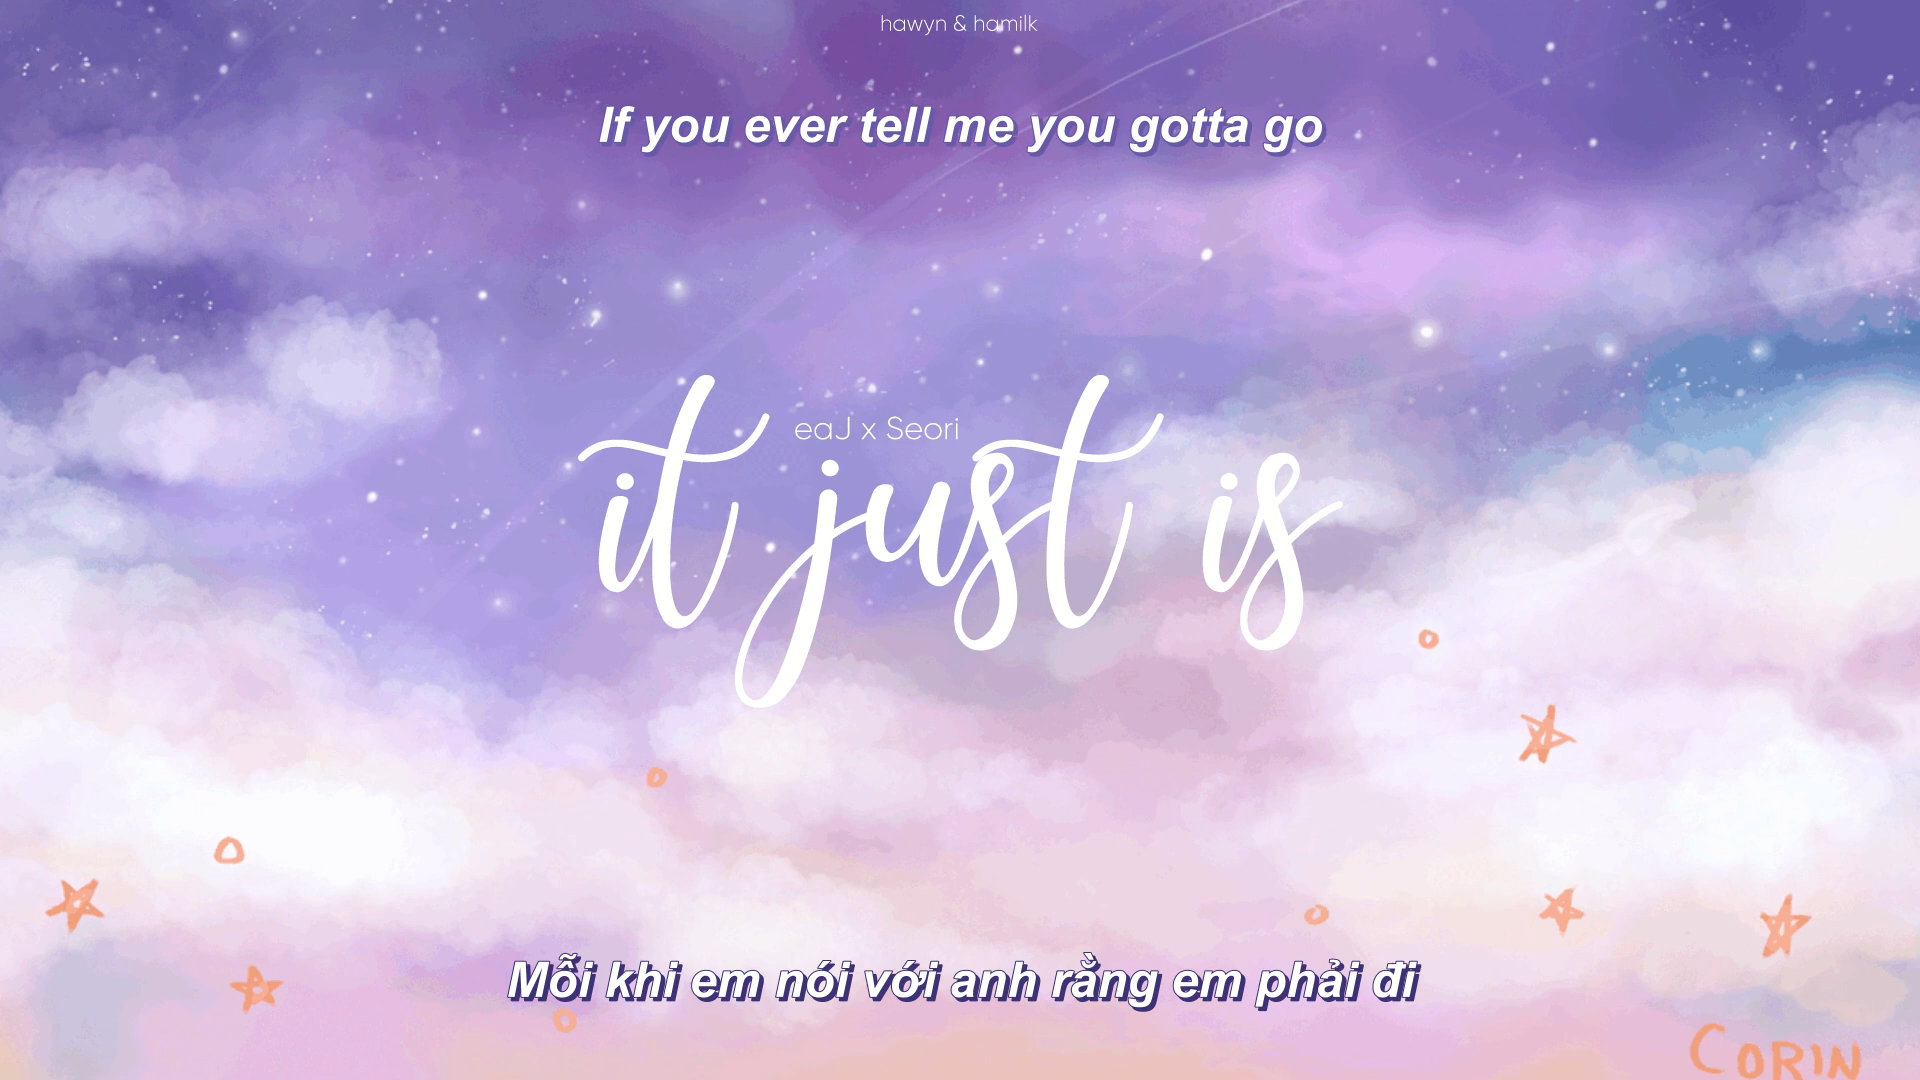 hawyn & hamilk
If you ever tell me you gotta go
eaJ x Seori
it just is
Mỗi khi em nói với anh rằng em phải đi
CORIN